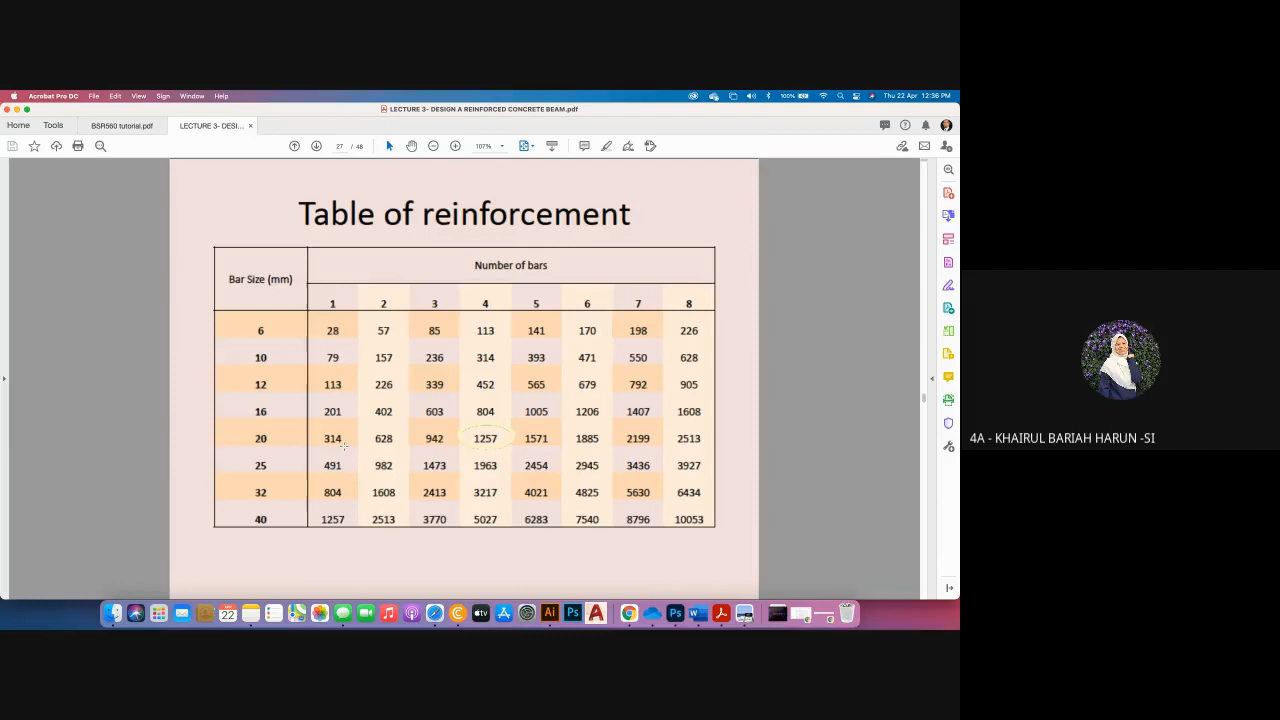 Acrobat Pro DC File Edit View Sign Window Help 100% Thu 22 Apr 12:36 PM
LECTURE 3- DESIGN A REINFORCED CONCRETE BEAM.pdf
Home Tools BSR560 tutorial.pdf LECTURE 3- DESI... ×
27 / 48 107%
Table of reinforcement
Bar Size (mm) Number of bars
1 2 3 4 5 6 7 8
6 28 57 85 113 141 170 198 226
10 79 157 236 314 393 471 550 628
12 113 226 339 452 565 679 792 905
16 201 402 603 804 1005 1206 1407 1608
20 314 628 942 1257 1571 1885 2199 2513
25 491 982 1473 1963 2454 2945 3436 3927
32 804 1608 2413 3217 4021 4825 5630 6434
40 1257 2513 3770 5027 6283 7540 8796 10053
4A - KHAIRUL BARIAH HARUN -SI
22 tv Ai Ps Ps W